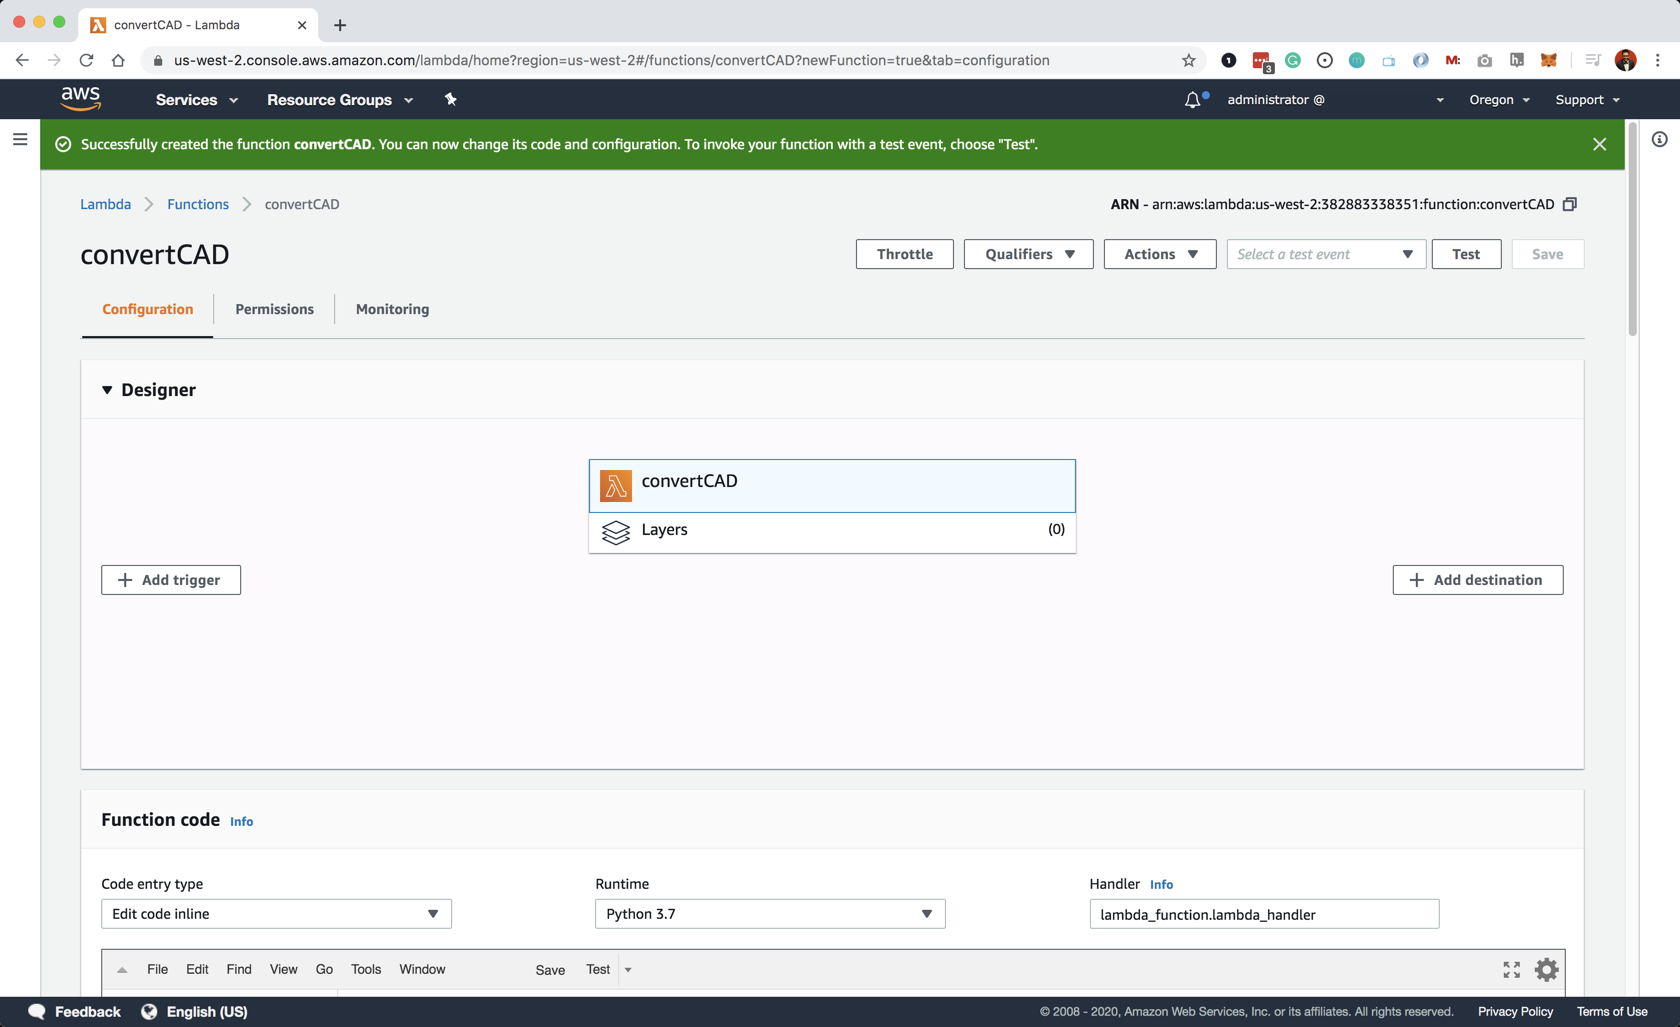 convertCAD - Lambda
us-west-2.console.aws.amazon.com/lambda/home?region=us-west-2#/functions/convertCAD?newFunction=true&tab=configuration
1
3
M:
h.
aws
Services
Resource Groups
administrator @
Oregon
Support
Successfully created the function convertCAD. You can now change its code and configuration. To invoke your function with a test event, choose "Test".
Lambda
Functions
convertCAD
ARN - arn:aws:lambda:us-west-2:382883338351:function:convertCAD
convertCAD
Throttle
Qualifiers
Actions
Select a test event
Test
Save
Configuration
Permissions
Monitoring
Designer
convertCAD
Layers
(0)
Add trigger
Add destination
Function code Info
Code entry type
Runtime
Handler Info
Edit code inline
Python 3.7
lambda_function.lambda_handler
File Edit Find View Go Tools Window Save Test
Feedback
English (US)
© 2008 - 2020, Amazon Web Services, Inc. or its affiliates. All rights reserved.
Privacy Policy
Terms of Use